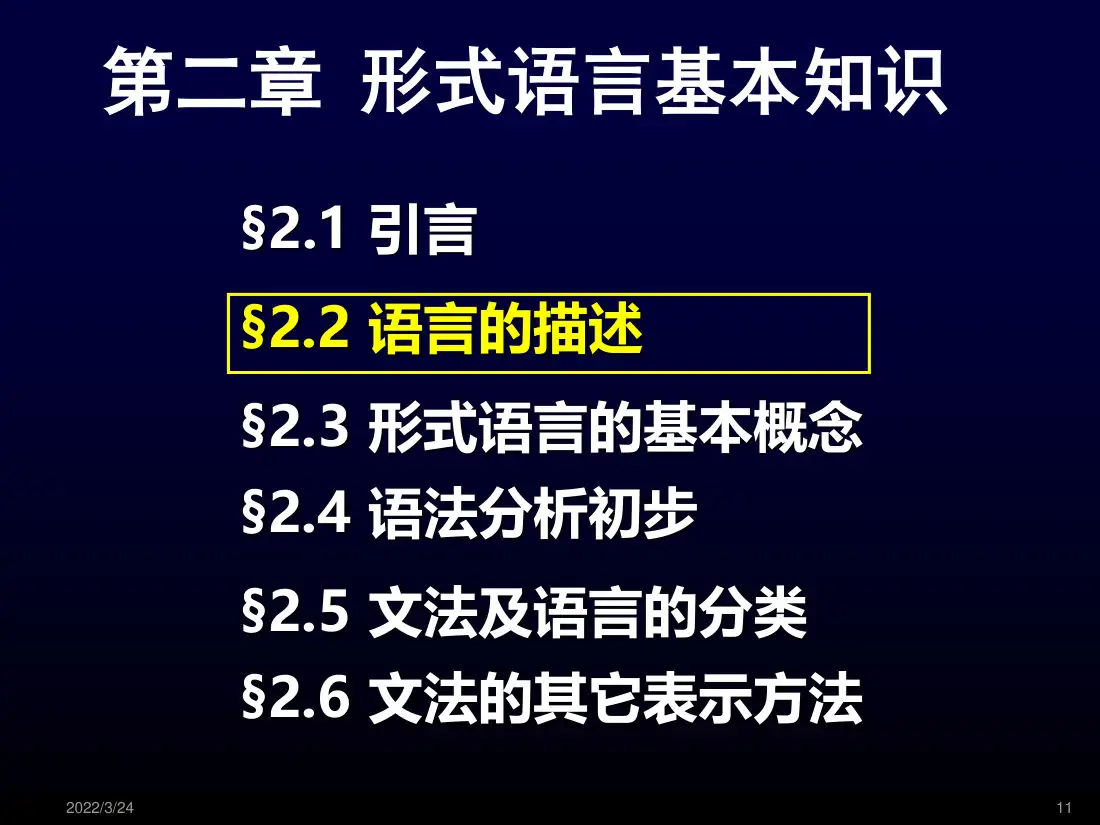 第二章 形式语言基本知识
§2.1 引言
§2.2 语言的描述
§2.3 形式语言的基本概念
§2.4 语法分析初步
§2.5 文法及语言的分类
§2.6 文法的其它表示方法
2022/3/24
11